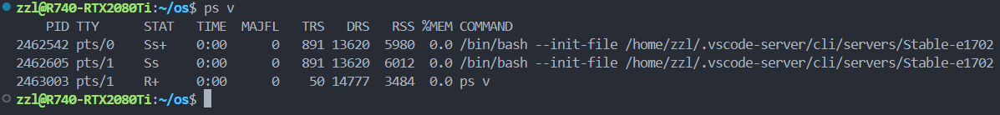 zzl@R740-RTX2080Ti:~/os$ ps v
PID TTY STAT TIME MAJFL TRS DRS RSS %MEM COMMAND
2462542 pts/0 Ss+ 0:00 0 891 13620 5980 0.0 /bin/bash --init-file /home/zzl/.vscode-server/cli/servers/Stable-e1702
2462605 pts/1 Ss 0:00 0 891 13620 6012 0.0 /bin/bash --init-file /home/zzl/.vscode-server/cli/servers/Stable-e1702
2463003 pts/1 R+ 0:00 0 50 14777 3484 0.0 ps v
zzl@R740-RTX2080Ti:~/os$